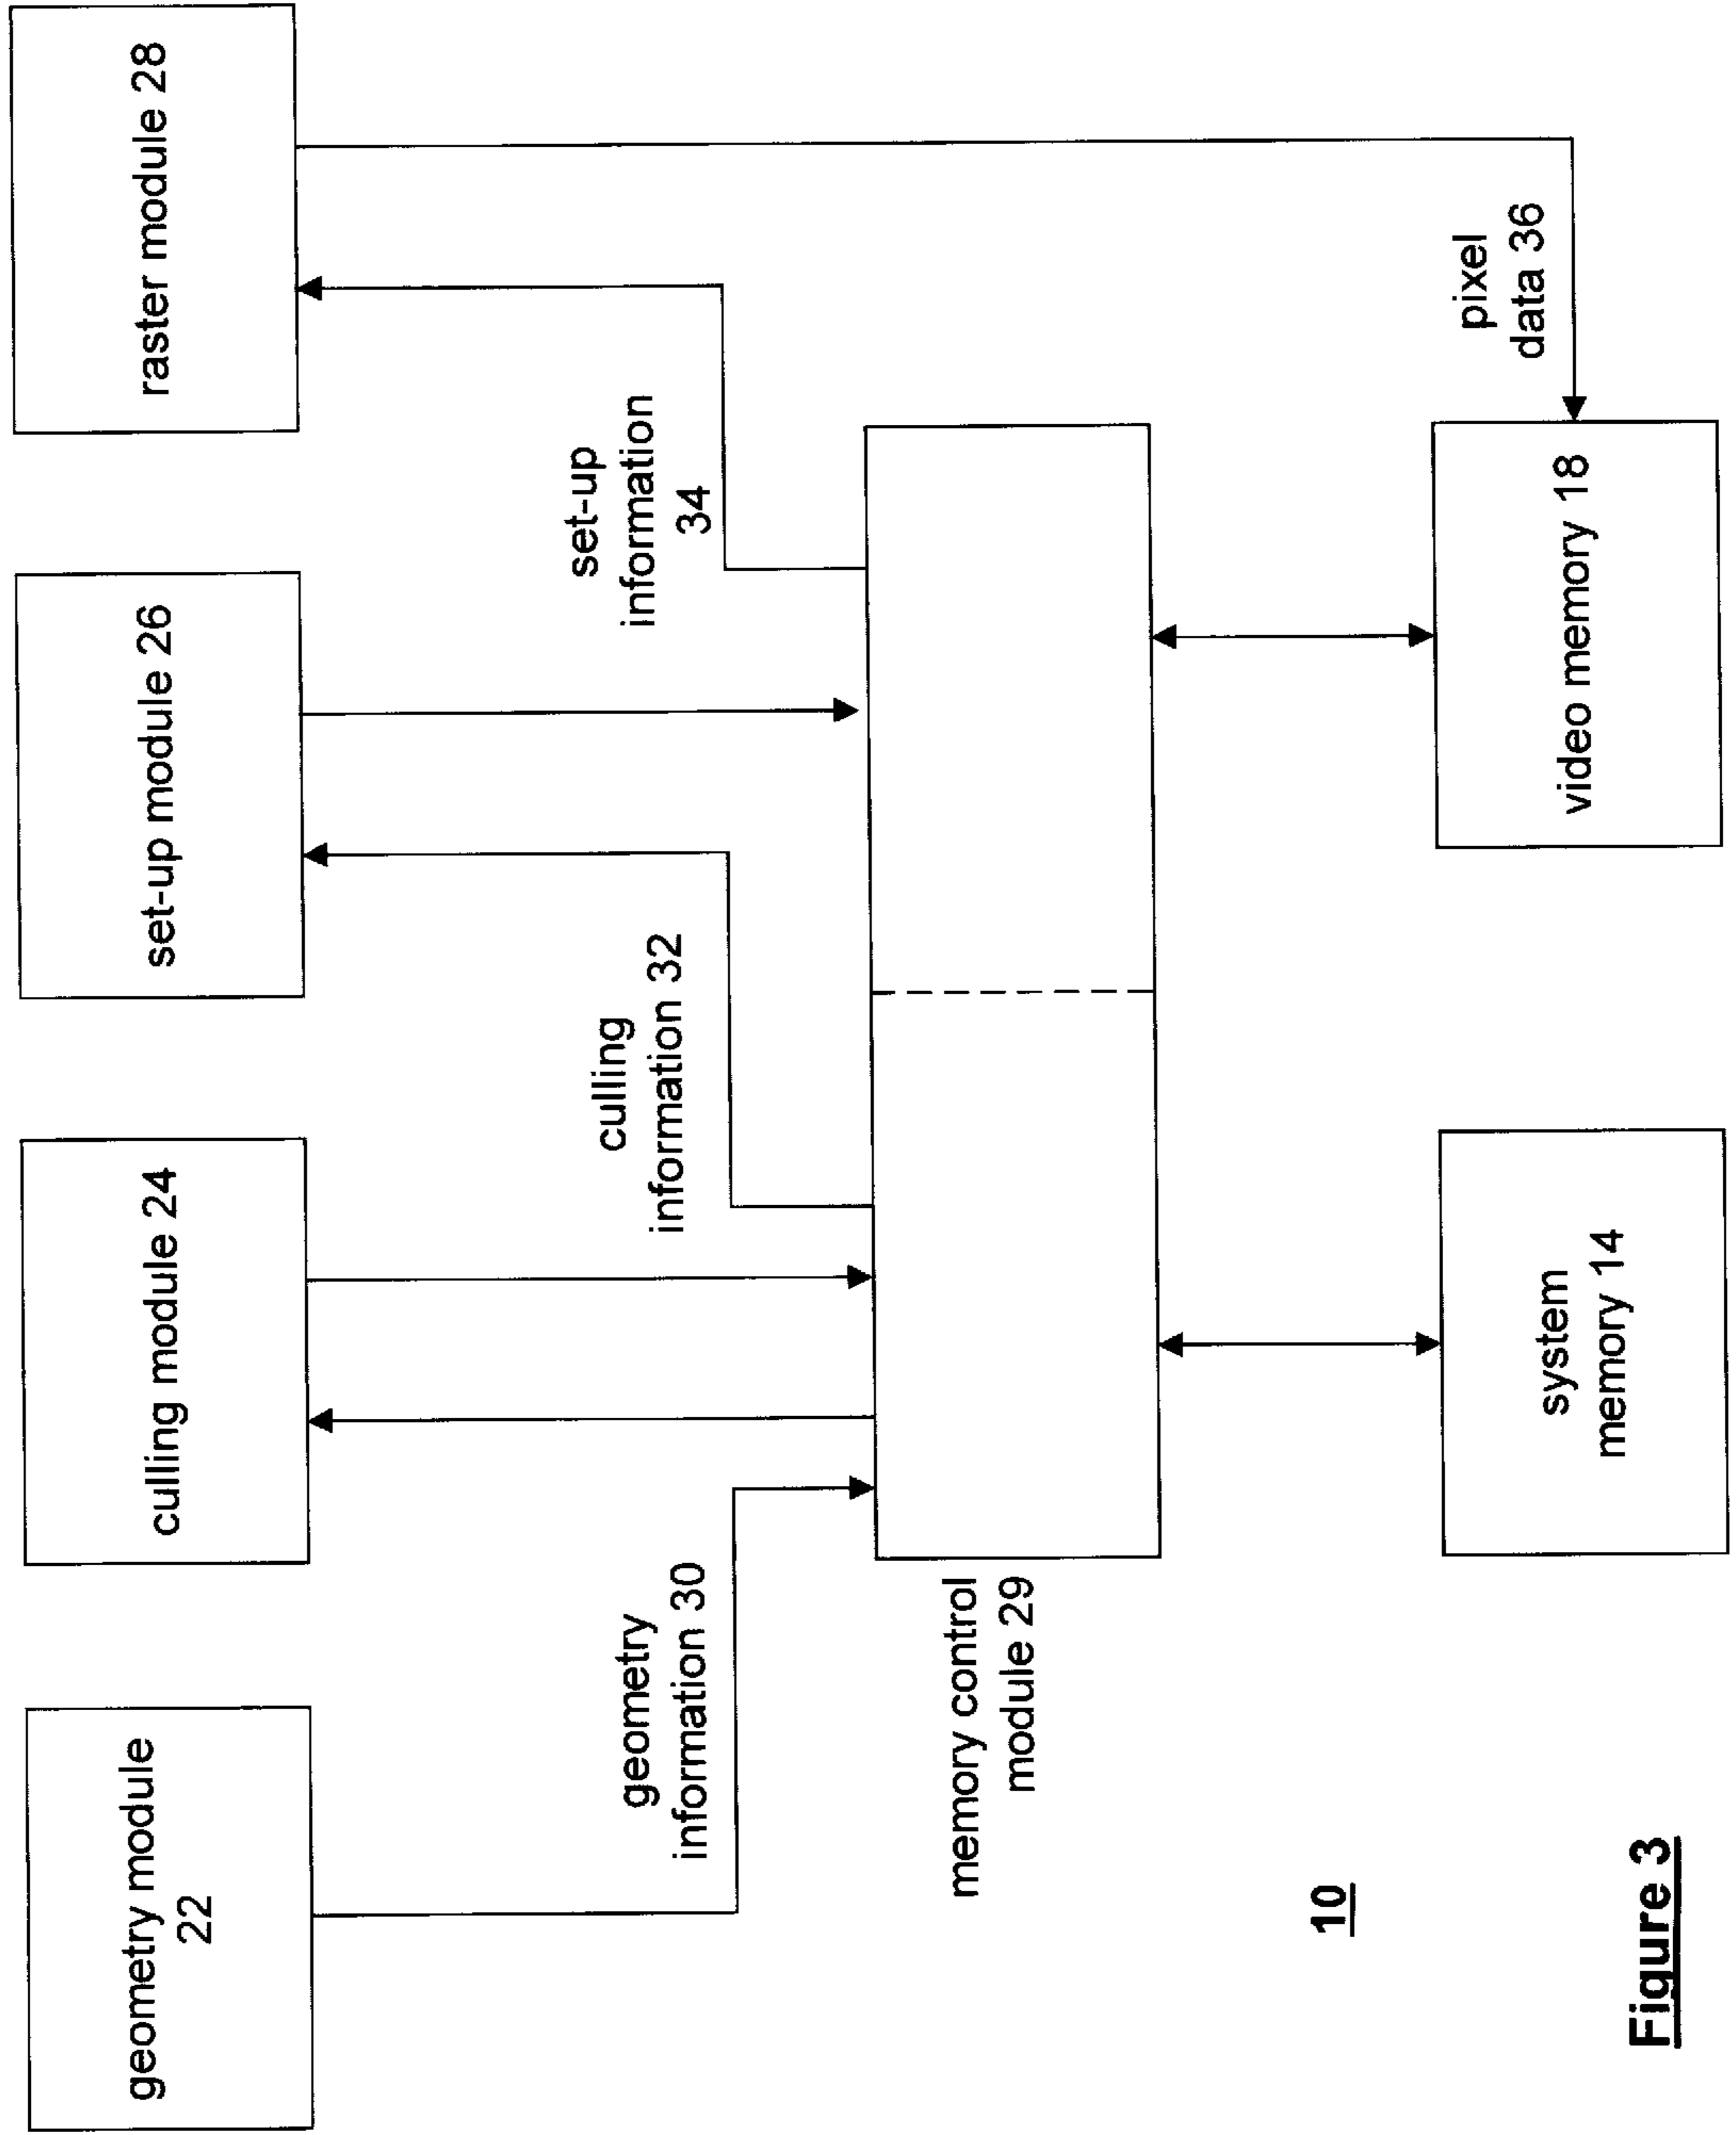 geometry module
22
culling module 24
set-up module 26
raster module 28
geometry
information 30
culling
information 32
set-up
information
34
memory control
module 29
pixel
data 36
system
memory 14
video memory 18
10
Figure 3